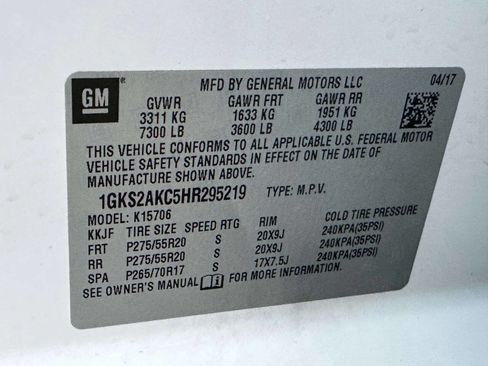 GM
MFD BY GENERAL MOTORS LLC 04/17
GVWR GAWR FRT GAWR RR
3311 KG 1633 KG 1951 KG
7300 LB 3600 LB 4300 LB
THIS VEHICLE CONFORMS TO ALL APPLICABLE U.S. FEDERAL MOTOR
VEHICLE SAFETY STANDARDS IN EFFECT ON THE DATE OF
MANUFACTURE SHOWN ABOVE.
1GKS2AKC5HR295219 TYPE: M.P.V.
MODEL: K15706
KKJF TIRE SIZE SPEED RTG RIM COLD TIRE PRESSURE
FRT P275/55R20 S 20X9J 240KPA(35PSI)
RR P275/55R20 S 20X9J 240KPA(35PSI)
SPA P265/70R17 S 17X7.5J 240KPA(35PSI)
SEE OWNER'S MANUAL FOR MORE INFORMATION.